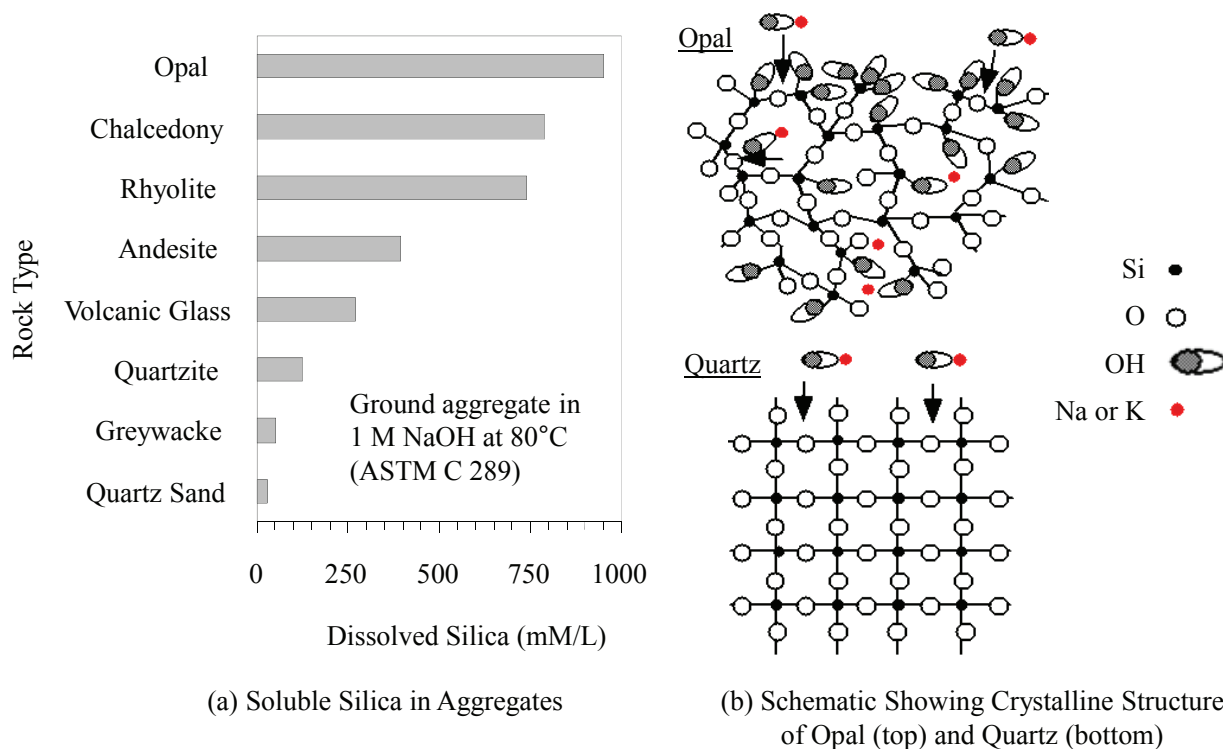 Rock Type
Opal
Chalcedony
Rhyolite
Andesite
Volcanic Glass
Quartzite
Greywacke
Quartz Sand
Ground aggregate in
1 M NaOH at 80°C
(ASTM C 289)
0 250 500 750 1000
Dissolved Silica (mM/L)
(a) Soluble Silica in Aggregates
Opal
Quartz
Si
O
OH
Na or K
(b) Schematic Showing Crystalline Structure
of Opal (top) and Quartz (bottom)